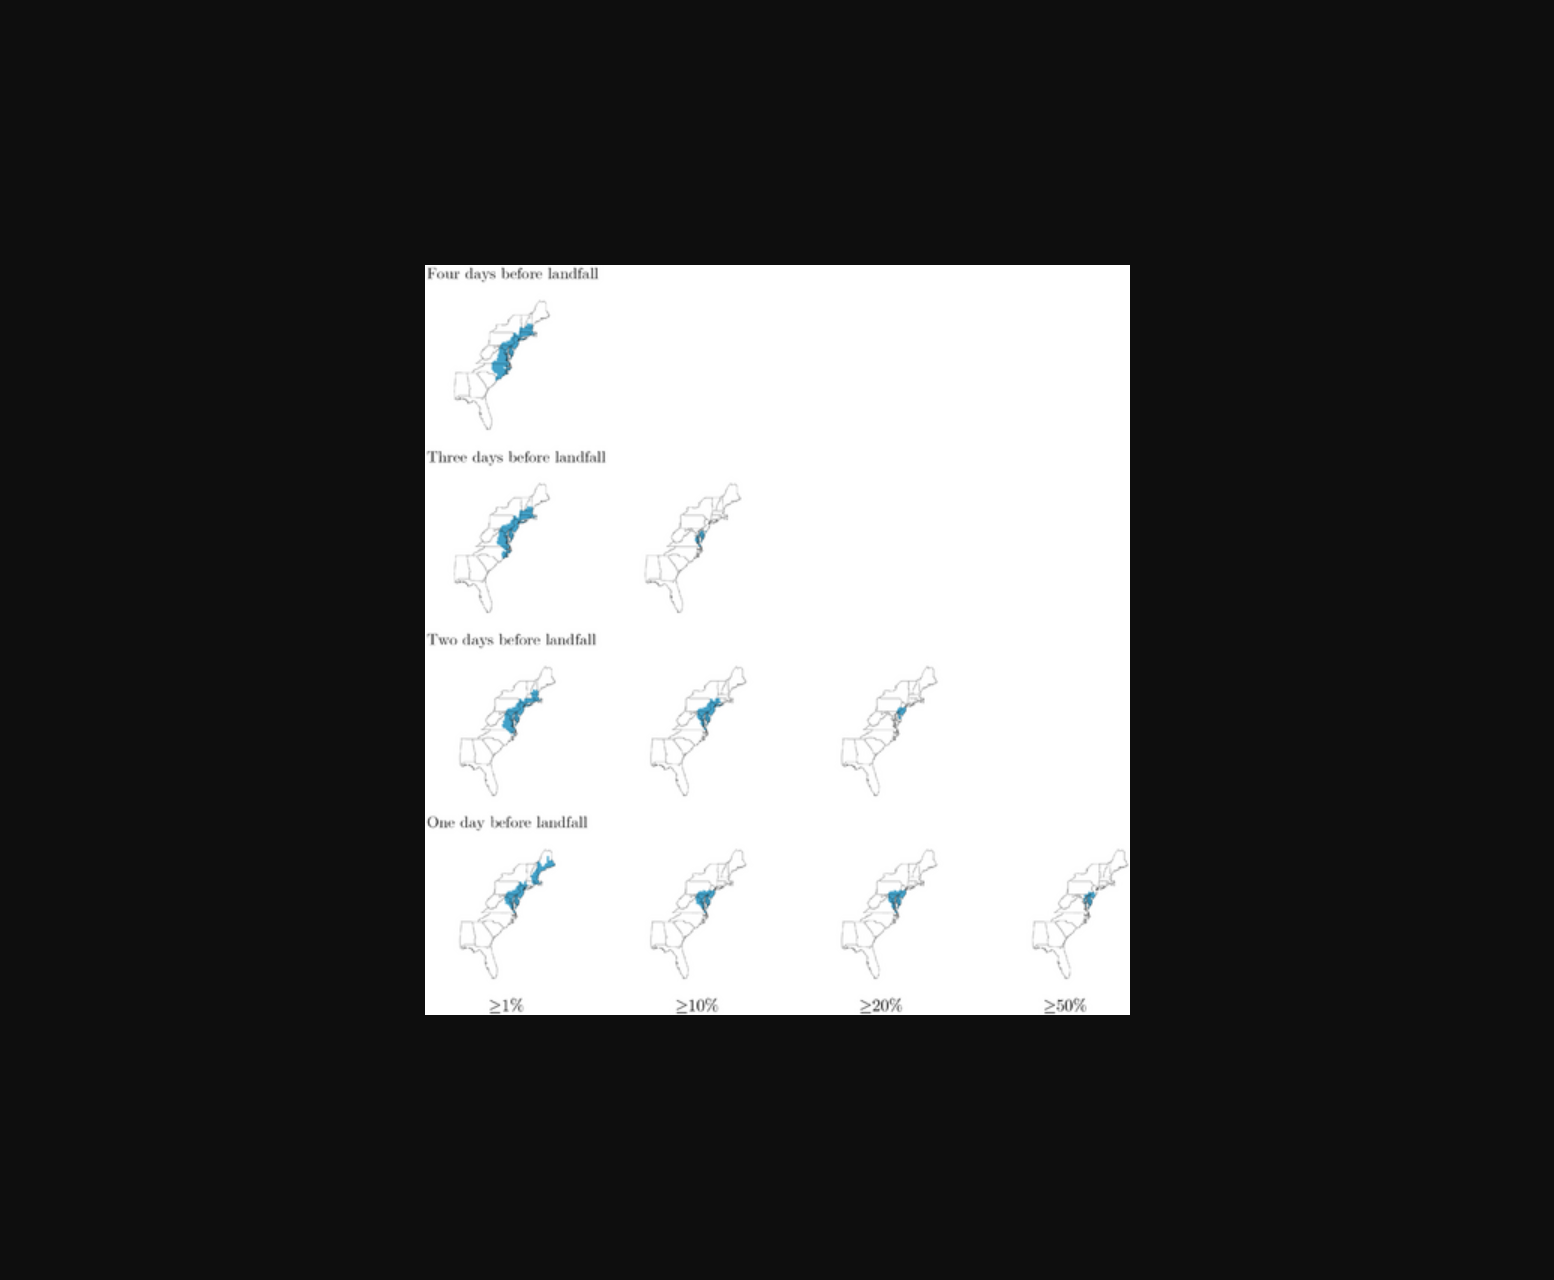 Four days before landfall
Three days before landfall
Two days before landfall
One day before landfall
≥1% ≥10% ≥20% ≥50%